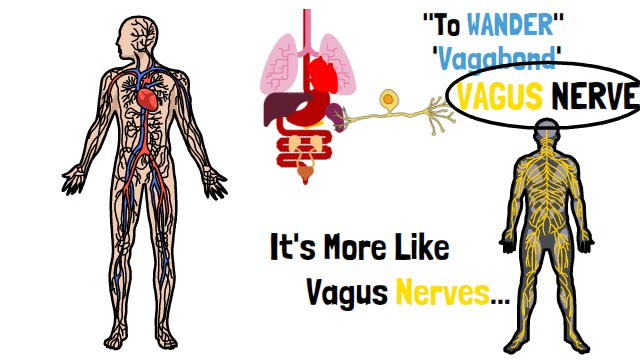 "To WANDER"
'Vagabond'
VAGUS NERVE
It's More Like
Vagus Nerves...